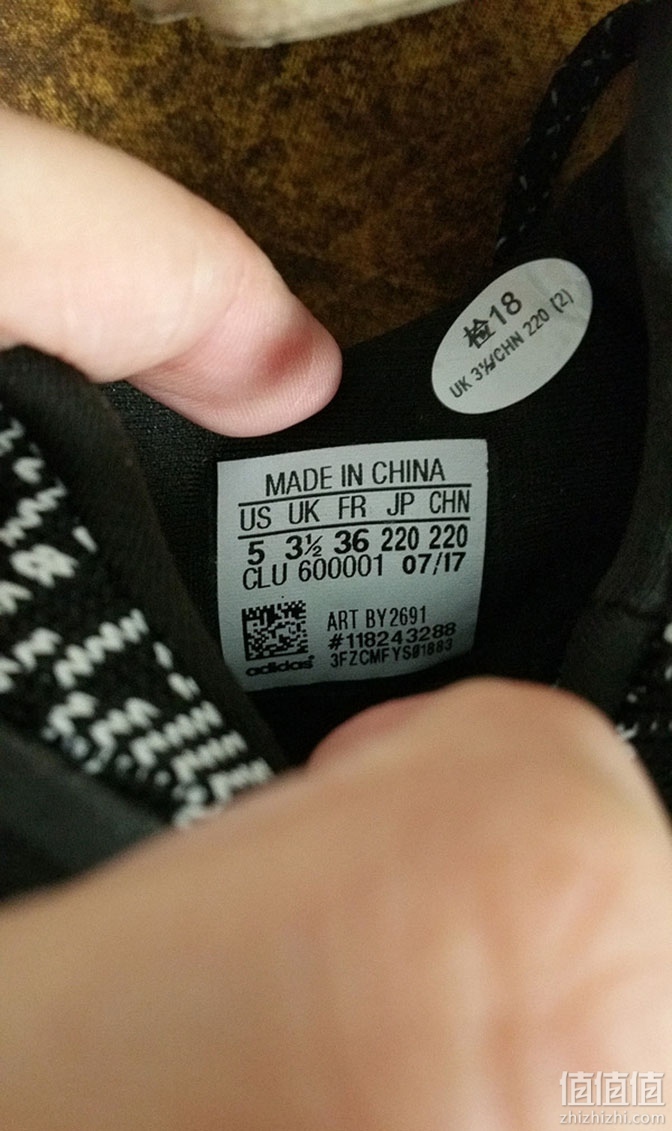 检18
UK 3½/CHN 220 (2)
MADE IN CHINA
US UK FR JP CHN
5 3½ 36 220 220
CLU 600001 07/17
ART BY2691
#118243288
3FZCMFYS01883
adidas
值值值
zhizhizhi.com